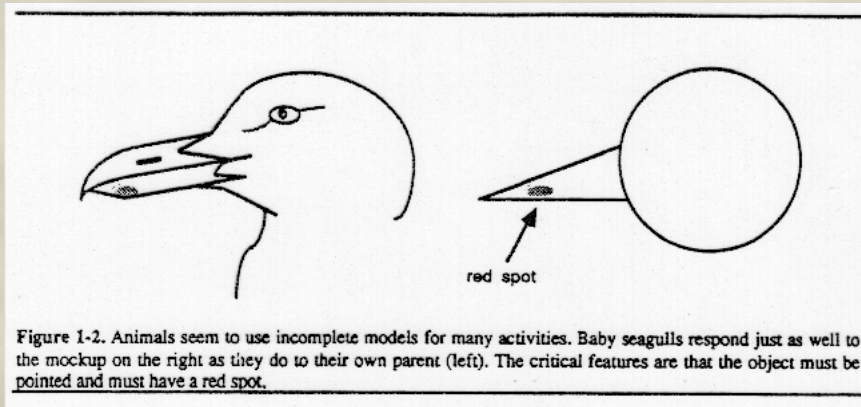 red spot
Figure 1-2. Animals seem to use incomplete models for many activities. Baby seagulls respond just as well to
the mockup on the right as they do to their own parent (left). The critical features are that the object must be
pointed and must have a red spot.